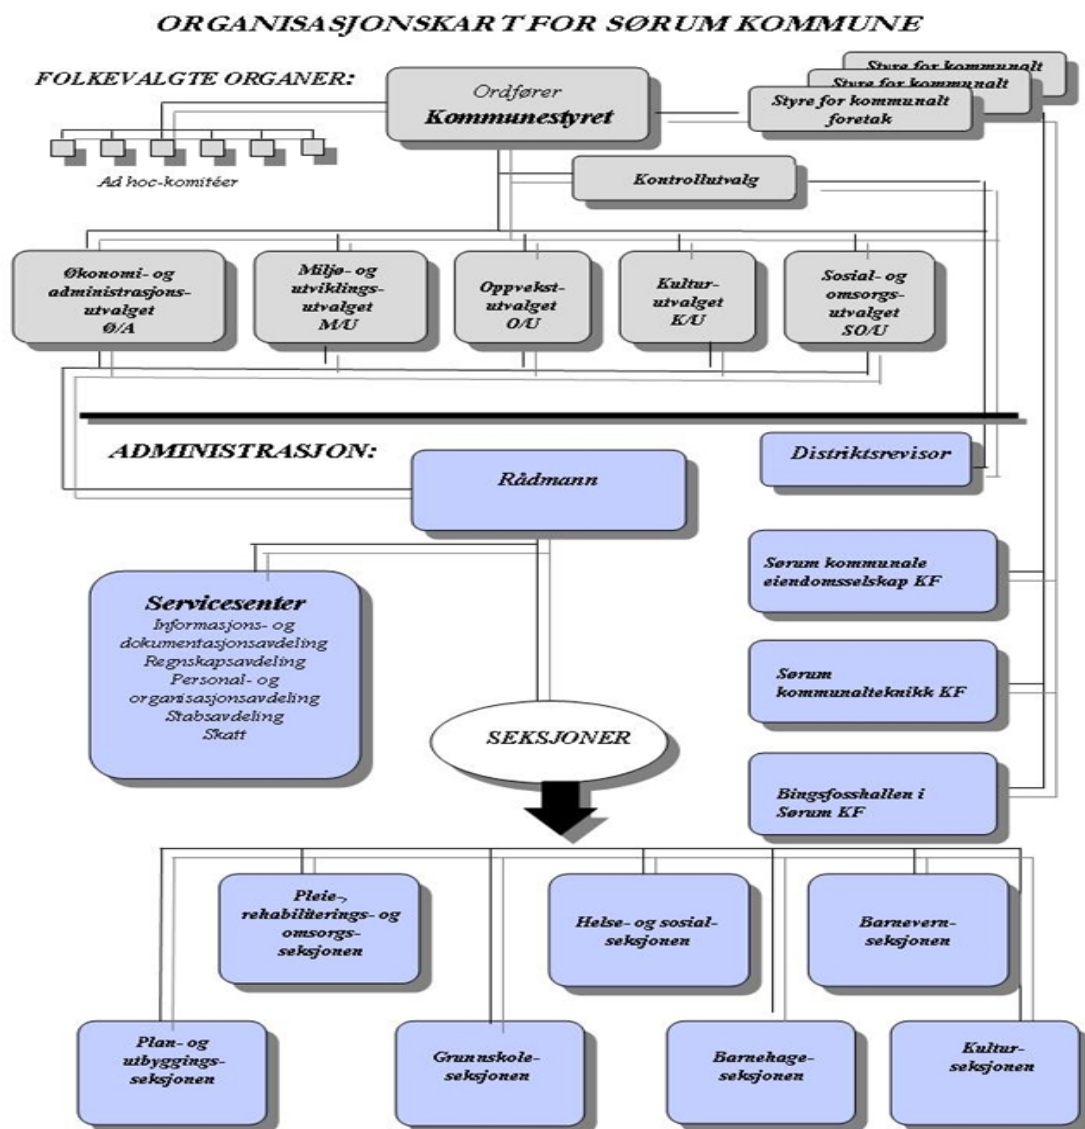 ORGANISASJONSKART FOR SØRUM KOMMUNE
FOLKEVALGTE ORGANER:
Ordfører
Kommunestyret
Styre for kommunalt
Styre for kommunalt
Styre for kommunalt
foretak
Ad hoc-komitéer
Kontrollutvalg
Økonomi- og
administrasjons-
utvalget
Ø/A
Miljø- og
utviklings-
utvalget
M/U
Oppvekst-
utvalget
O/U
Kultur-
utvalget
K/U
Sosial- og
omsorgs-
utvalget
SO/U
ADMINISTRASJON:
Rådmann
Distriktsrevisor
Servicesenter
Informasjons- og
dokumentasjonsavdeling
Regnskapsavdeling
Personal- og
organisasjonsavdeling
Stabsavdeling
Skatt
Sørum kommunale
eiendomsselskap KF
Sørum
kommunalteknikk KF
Bingsfosshallen i
Sørum KF
SEKSJONER
Pleie-,
rehabiliterings- og
omsorgs-
seksjonen
Helse- og sosial-
seksjonen
Barnevern-
seksjonen
Plan- og
utbyggings-
seksjonen
Grunnskole-
seksjonen
Barnehage-
seksjonen
Kultur-
seksjonen